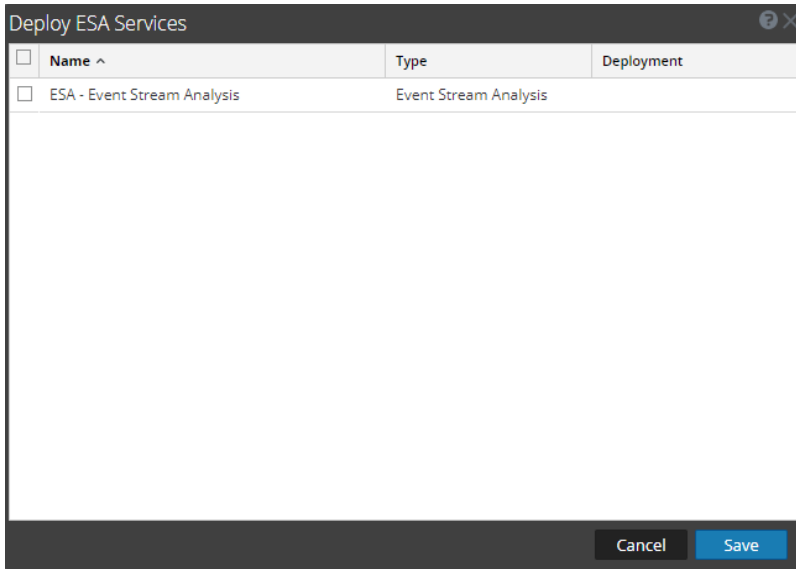 Deploy ESA Services
Name Type Deployment
ESA - Event Stream Analysis Event Stream Analysis
Cancel Save